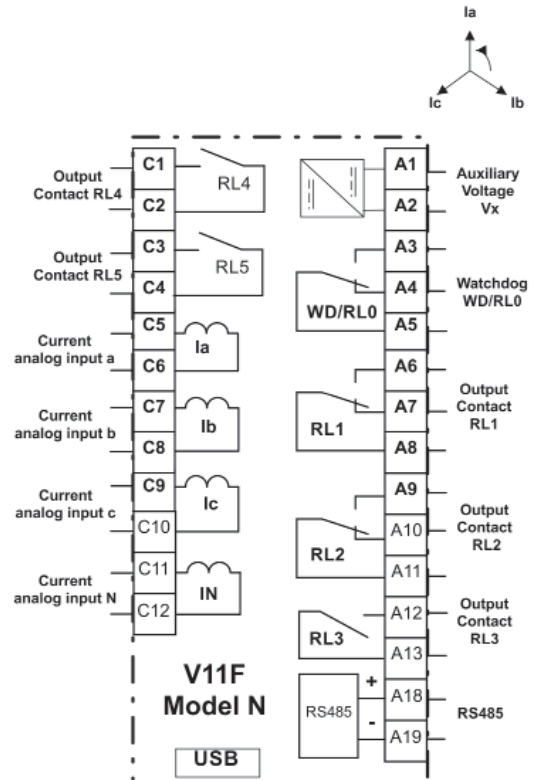 Ia
Ic
Ib
Output
Contact RL4
C1
C2
RL4
Output
Contact RL5
C3
C4
RL5
Current
analog input a
C5
C6
Ia
Current
analog input b
C7
C8
Ib
Current
analog input c
C9
C10
Ic
Current
analog input N
C11
C12
IN
V11F
Model N
USB
A1
A2
Auxiliary
Voltage
Vx
A3
A4
A5
WD/RL0
Watchdog
WD/RL0
A6
A7
A8
RL1
Output
Contact
RL1
A9
A10
A11
RL2
Output
Contact
RL2
A12
A13
RL3
Output
Contact
RL3
RS485
+
-
A18
A19
RS485